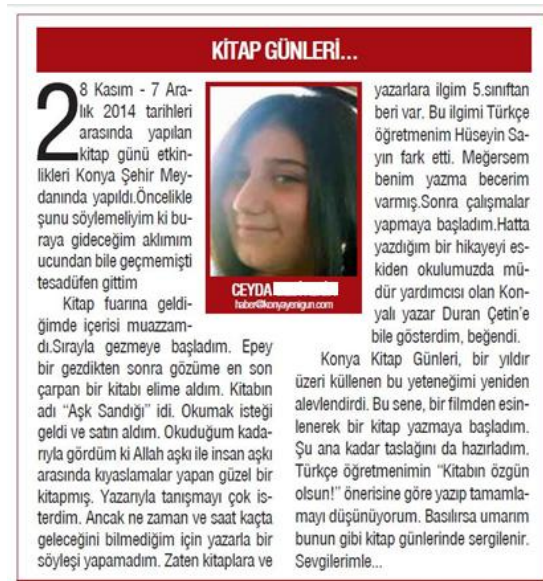 KİTAP GÜNLERİ...
28 Kasım - 7 Ara-
lık 2014 tarihleri
arasında yapılan
kitap günü etkin-
likleri Konya Şehir Mey-
danında yapıldı.Öncelikle
şunu söylemeliyim ki bu-
raya gideceğim aklımım
ucundan bile geçmemişti
tesadüfen gittim
Kitap fuarına geldi-
ğimde içerisi muazzam-
dı.Sırayla gezmeye başladım. Epey
bir gezdikten sonra gözüme en son
çarpan bir kitabı elime aldım. Kitabın
adı “Aşk Sandığı” idi. Okumak isteği
geldi ve satın aldım. Okuduğum kada-
rıyla gördüm ki Allah aşkı ile insan aşkı
arasında kıyaslamalar yapan güzel bir
kitapmış. Yazarıyla tanışmayı çok is-
terdim. Ancak ne zaman ve saat kaçta
geleceğini bilmediğim için yazarla bir
söyleşi yapamadım. Zaten kitaplara ve
CEYDA
haber@konyayenigun.com
yazarlara ilgim 5.sınıftan
beri var. Bu ilgimi Türkçe
öğretmenim Hüseyin Sa-
yın fark etti. Meğersem
benim yazma becerim
varmış.Sonra çalışmalar
yapmaya başladım.Hatta
yazdığım bir hikayeyi es-
kiden okulumuzda mü-
dür yardımcısı olan Kon-
yalı yazar Duran Çetin’e
bile gösterdim, beğendi.
Konya Kitap Günleri, bir yıldır
üzeri küllenen bu yeteneğimi yeniden
alevlendirdi. Bu sene, bir filmden esin-
lenerek bir kitap yazmaya başladım.
Şu ana kadar taslağını da hazırladım.
Türkçe öğretmenimin “Kitabın özgün
olsun!” önerisine göre yazıp tamamla-
mayı düşünüyorum. Basılırsa umarım
bunun gibi kitap günlerinde sergilenir.
Sevgilerimle...